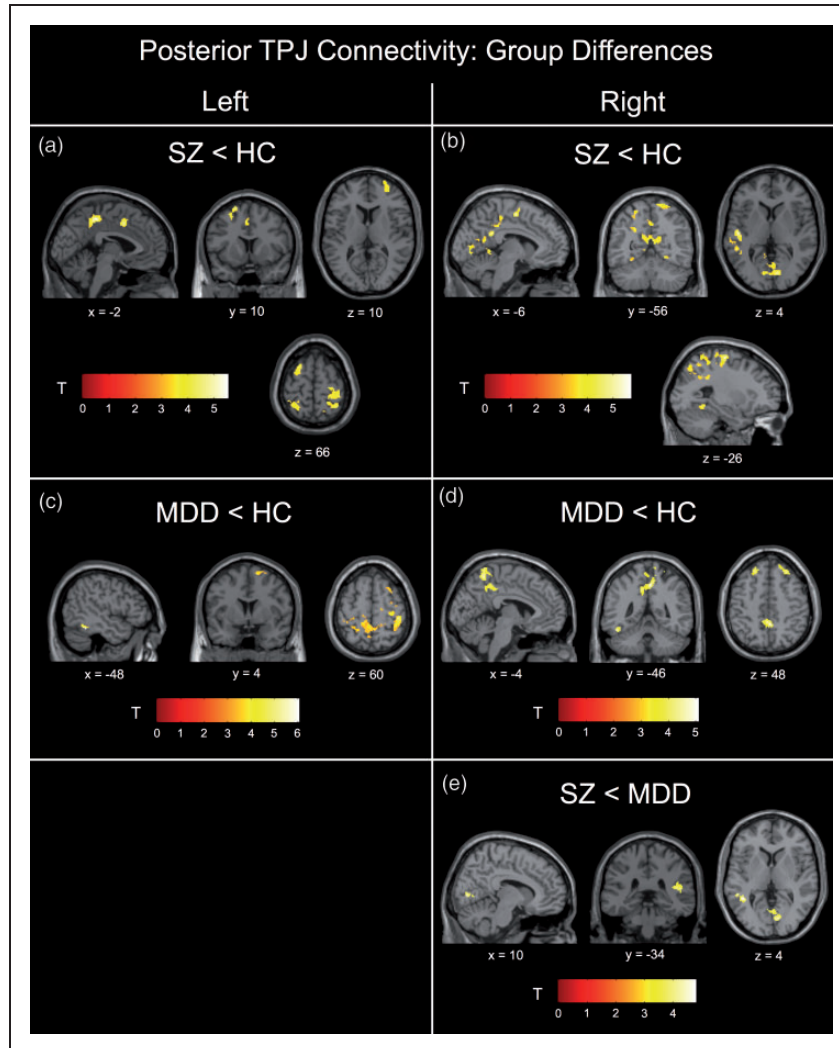 Posterior TPJ Connectivity: Group Differences
Left
Right
(a)
SZ < HC
x = -2
y = 10
z = 10
T
0 1 2 3 4 5
z = 66
(b)
SZ < HC
x = -6
y = -56
z = 4
T
0 1 2 3 4 5
z = -26
(c)
MDD < HC
x = -48
y = 4
z = 60
T
0 1 2 3 4 5 6
(d)
MDD < HC
x = -4
y = -46
z = 48
T
0 1 2 3 4 5
(e)
SZ < MDD
x = 10
y = -34
z = 4
T
0 1 2 3 4